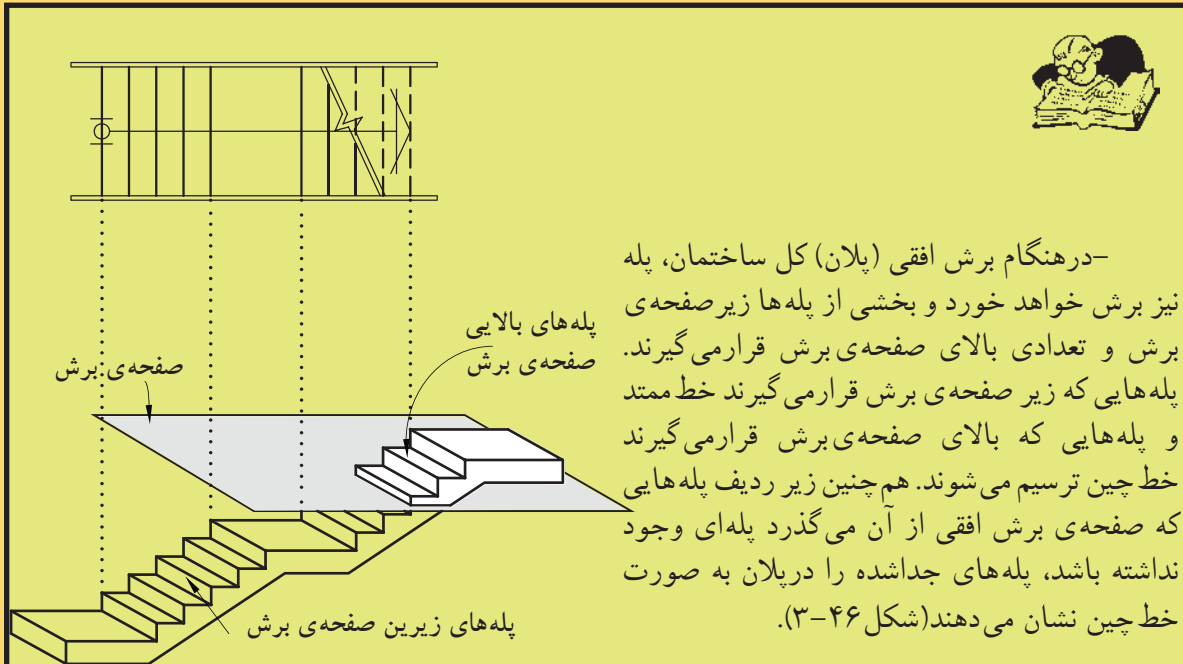 –درهنگام برش افقی (پلان) کل ساختمان، پله
نیز برش خواهد خورد و بخشی از پله‌ها زیرصفحه‌ی
برش و تعدادی بالای صفحه‌ی برش قرارمی‌گیرند.
پله‌هایی‌که زیر صفحه‌ی برش قرارمی‌گیرند خط ممتد
و پله‌هایی که بالای صفحه‌ی‌برش قرارمی‌گیرند
خط‌چین ترسیم می‌شوند. هم‌چنین زیر ردیف پله‌هایی
که صفحه‌ی برش افقی از آن می‌گذرد پله‌ای وجود
نداشته باشد، پله‌های جداشده را درپلان به صورت
خط‌چین نشان می‌دهند(شکل۴۶–۳).
پله‌های بالایی
صفحه‌ی برش
صفحه‌ی برش
پله‌های زیرین صفحه‌ی برش